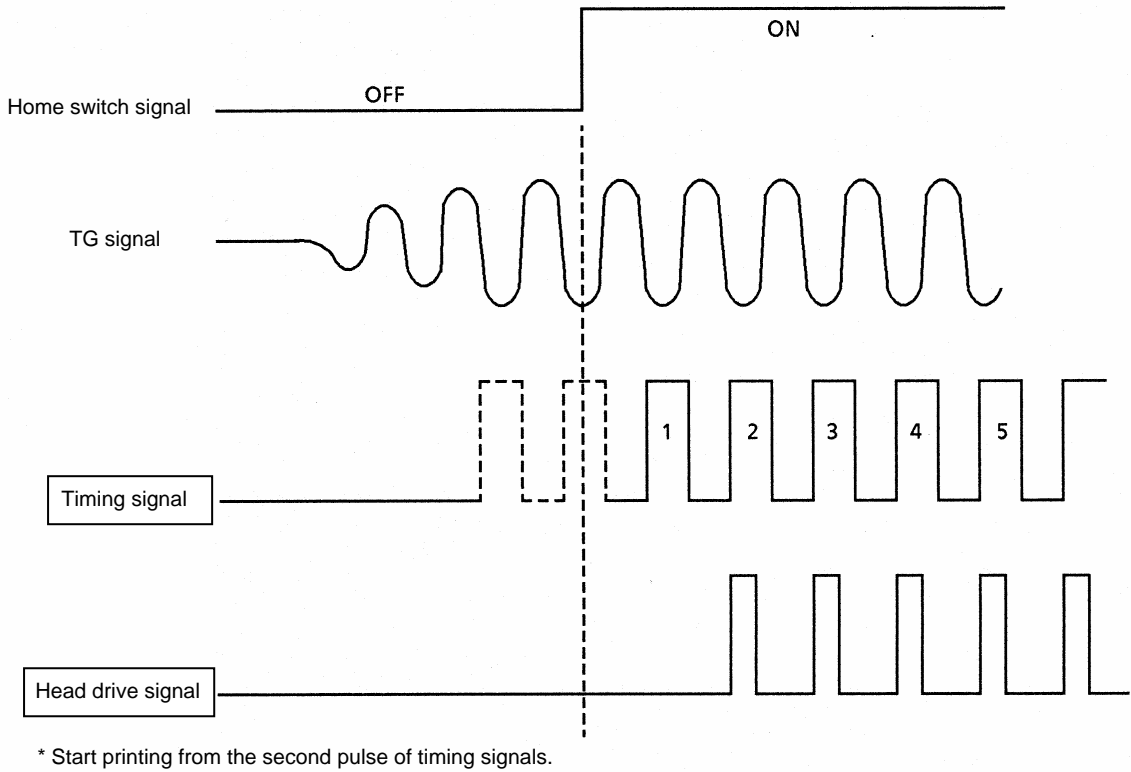 ON
OFF
Home switch signal
TG signal
1 2 3 4 5
Timing signal
Head drive signal
* Start printing from the second pulse of timing signals.